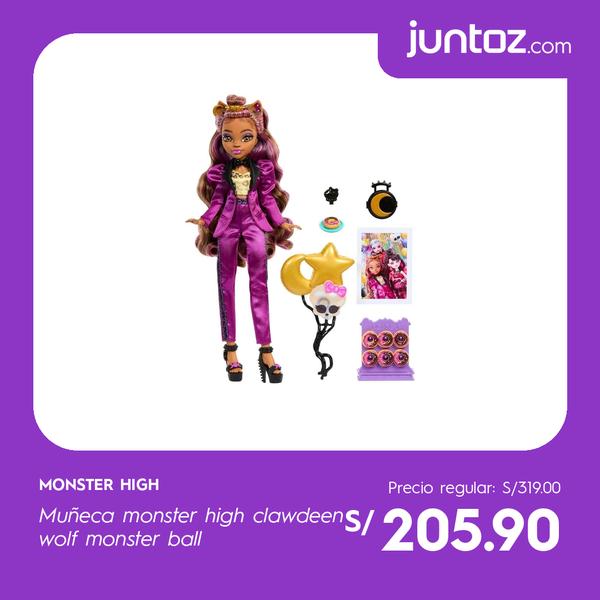 juntoz.com
MONSTER HIGH
Muñeca monster high clawdeen
wolf monster ball
Precio regular: S/319.00
S/ 205.90